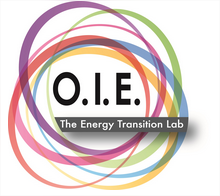 O.I.E.
The Energy Transition Lab